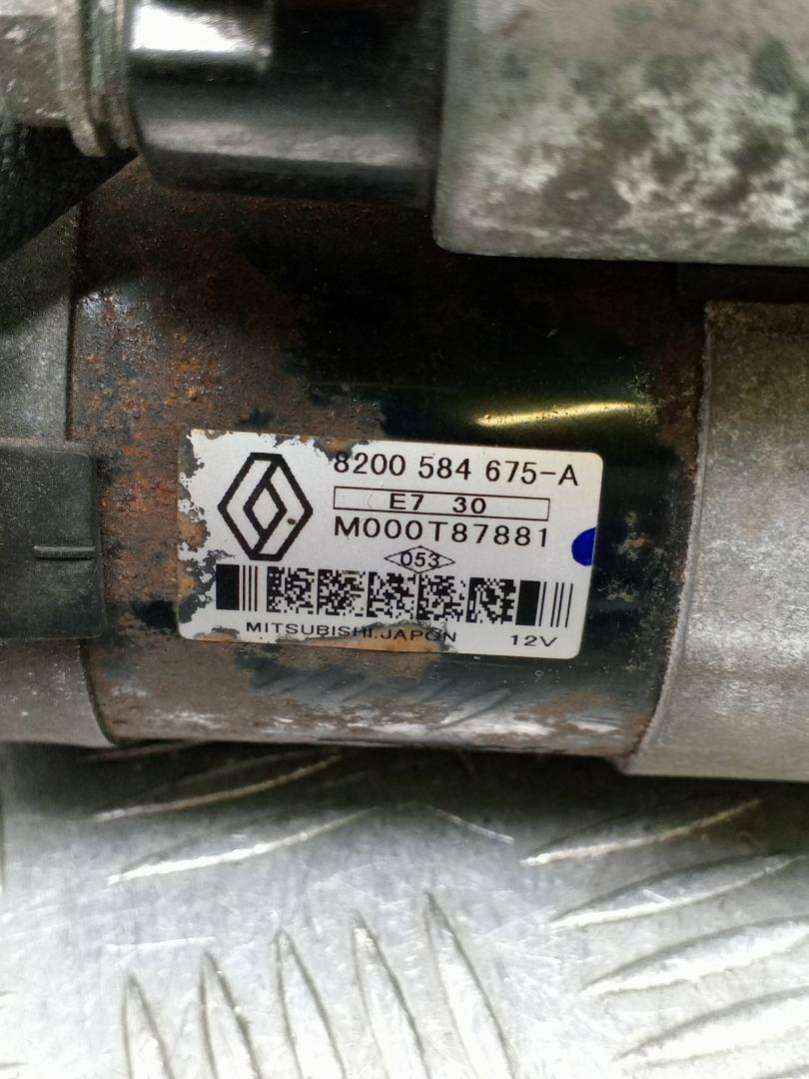 8200 584 675-A
E7 30
M000T87881
053
MITSUBISHI.JAPON 12V